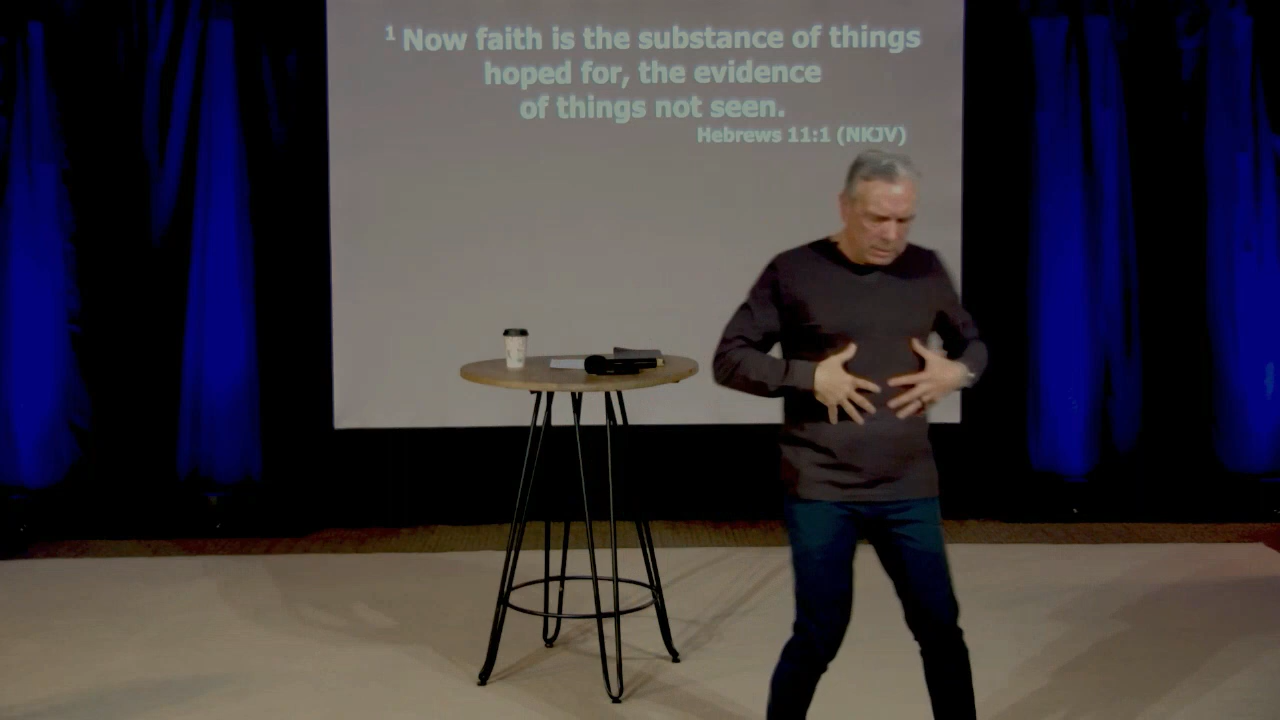 1 Now faith is the substance of things
hoped for, the evidence
of things not seen.
Hebrews 11:1 (NKJV)